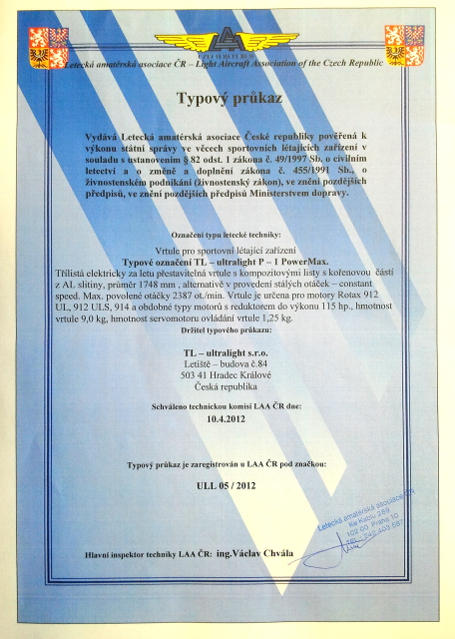 Letecká amatérská asociace ČR – Light Aircraft Association of the Czech Republic
Typový průkaz
Vydává Letecká amatérská asociace České republiky pověřená k
výkonu státní správy ve věcech sportovních létajících zařízení v
souladu s ustanovením § 82 odst. 1 zákona č. 49/1997 Sb. o civilním
letectví a o změně a doplnění zákona č. 455/1991 Sb., o
živnostenském podnikání (živnostenský zákon), ve znění pozdějších
předpisů, ve znění pozdějších předpisů Ministerstvem dopravy.
Označení typu letecké techniky:
Vrtule pro sportovní létající zařízení
Typové označení TL – ultralight P – 1 PowerMax.
Třílistá elektricky za letu přestavitelná vrtule s kompozitovými listy s kořenovou částí
z AL slitiny, průměr 1748 mm , alternativně v provedení stálých otáček – constant
speed. Max. povolené otáčky 2387 ot./min. Vrtule je určena pro motory Rotax 912
UL, 912 ULS, 914 a obdobné typy motorů s reduktorem do výkonu 115 hp., hmotnost
vrtule 9,0 kg, hmotnost servomotoru ovládání vrtule 1,25 kg.
Držitel typového průkazu:
TL – ultralight s.r.o.
Letiště – budova č.84
503 41 Hradec Králové
Česká republika
Schváleno technickou komisí LAA ČR dne:
10.4.2012
Typový průkaz je zaregistrován u LAA ČR pod značkou:
ULL 05 / 2012
Letecká amatérská asociace ČR
Ke Kablu 289
102 00 Praha 10
Hlavní inspektor techniky LAA ČR: ing.Václav Chvála